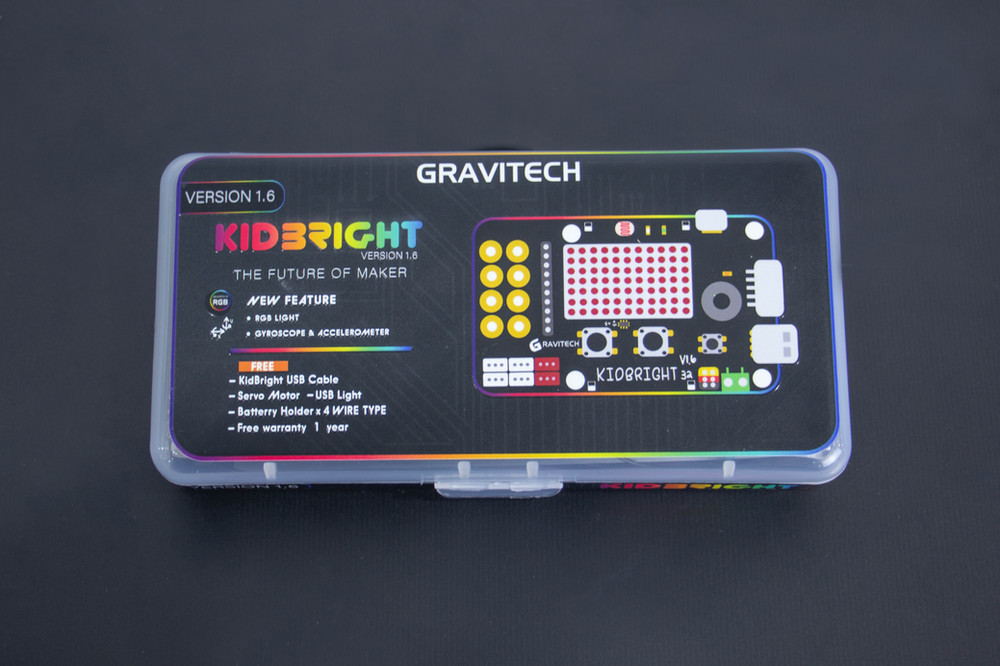 GRAVITECH
VERSION 1.6
KIDBRIGHT
VERSION 1.6
THE FUTURE OF MAKER
RGB
NEW FEATURE
• RGB LIGHT
• GYROSCOPE & ACCELEROMETER
FREE
– KidBright USB Cable
– Servo Motor – USB Light
– Batterry Holder x 4 WIRE TYPE
– Free warranty 1 year
GRAVITECH
V1.6
KIDBRIGHT 32
VERSION 1.6
KIDBRIGHT